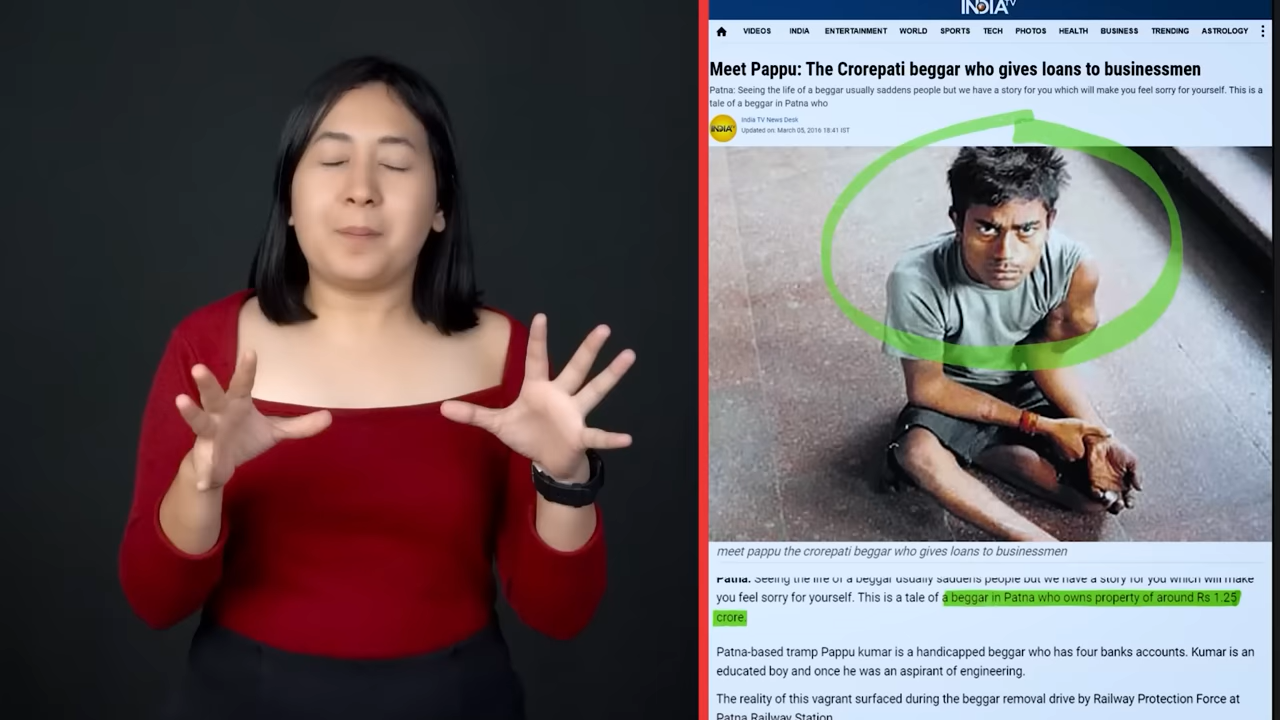 INDIA TV
VIDEOS INDIA ENTERTAINMENT WORLD SPORTS TECH PHOTOS HEALTH BUSINESS TRENDING ASTROLOGY
Meet Pappu: The Crorepati beggar who gives loans to businessmen
Patna: Seeing the life of a beggar usually saddens people but we have a story for you which will make you feel sorry for yourself. This is a
tale of a beggar in Patna who
INDIA TV
India TV News Desk
Updated on: March 05, 2016 18:41 IST
meet pappu the crorepati beggar who gives loans to businessmen
Patna: Seeing the life of a beggar usually saddens people but we have a story for you which will make
you feel sorry for yourself. This is a tale of a beggar in Patna who owns property of around Rs 1.25
crore.
Patna-based tramp Pappu kumar is a handicapped beggar who has four banks accounts. Kumar is an
educated boy and once he was an aspirant of engineering.
The reality of this vagrant surfaced during the beggar removal drive by Railway Protection Force at
Patna Railway Station